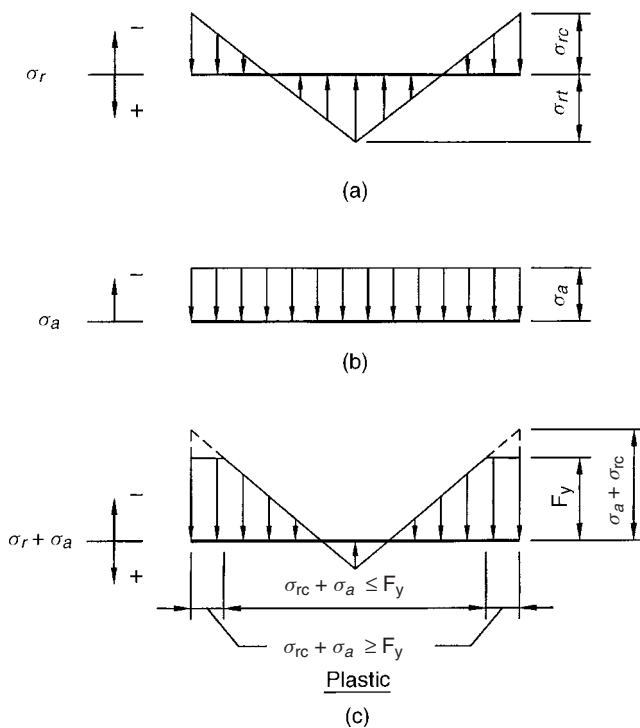 −
σrc
σr
+
σrt
(a)
−
σa
σa
(b)
−
Fy
σa + σrc
σr + σa
+
σrc + σa ≤ Fy
σrc + σa ≥ Fy
Plastic
(c)